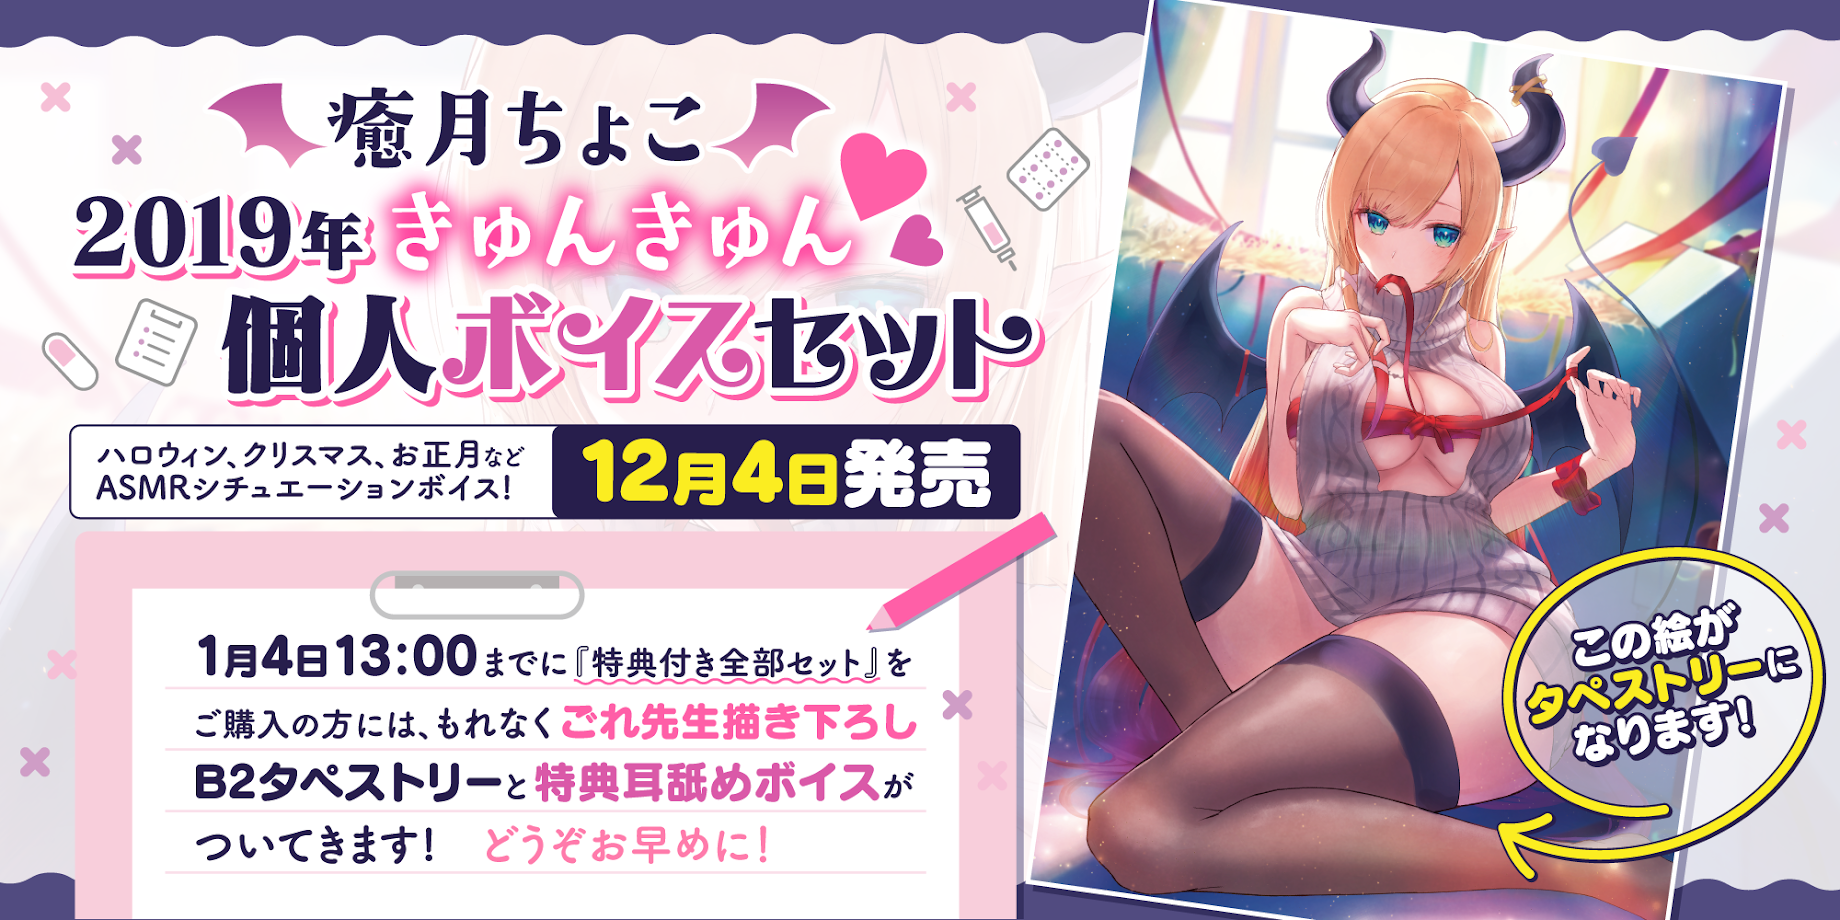 癒月ちょこ
2019年きゅんきゅん
個人ボイスセット
ハロウィン、クリスマス、お正月など
ASMRシチュエーションボイス!
12月4日発売
1月4日13:00までに『特典付き全部セット』を
ご購入の方には、もれなくごれ先生描き下ろし
B2タペストリーと特典耳舐めボイスが
ついてきます! どうぞお早めに!
この絵が
タペストリーに
なります!